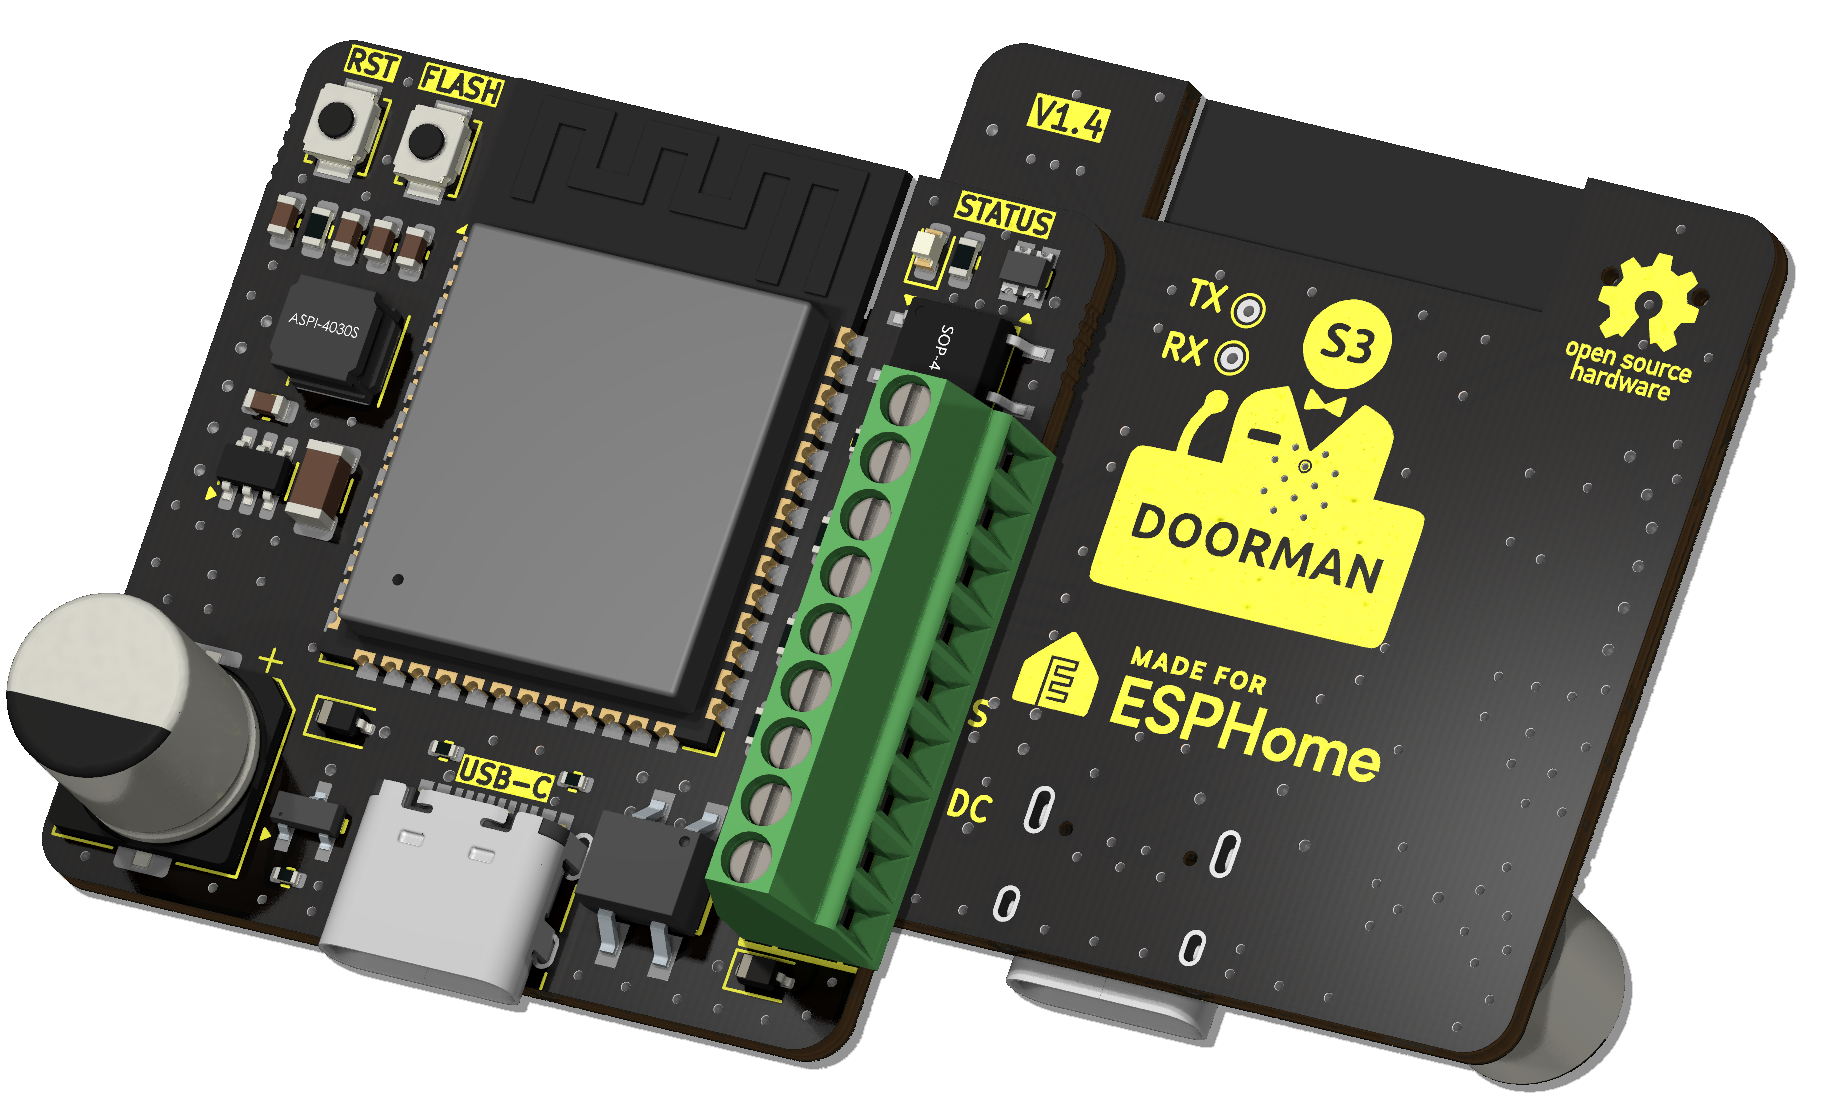 RST
FLASH
ASPI-4030S
STATUS
SOP-4
USB-C
+
V1.4
TX
RX
S3
open source
hardware
DOORMAN
MADE FOR
ESPHome
S
DC